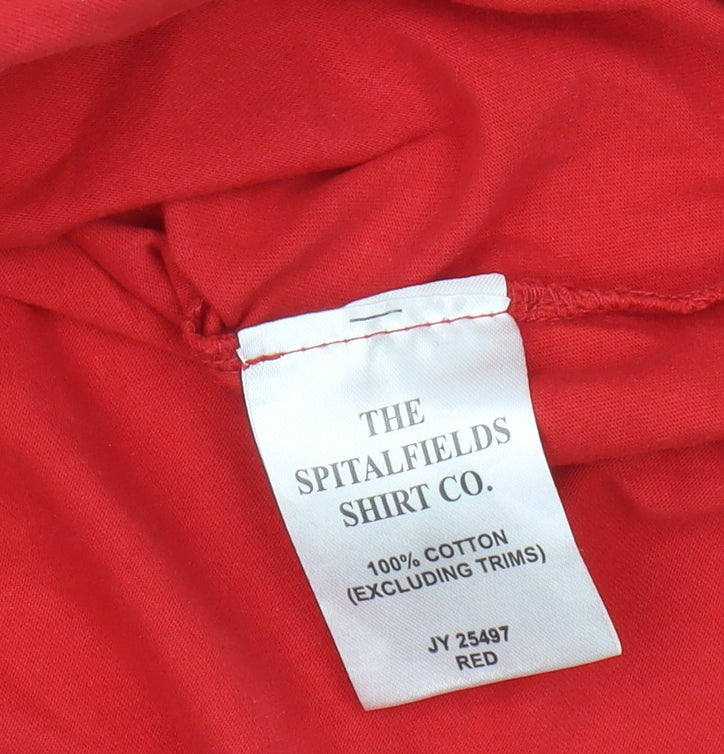 THE
SPITALFIELDS
SHIRT CO.
100% COTTON
(EXCLUDING TRIMS)
JY 25497
RED